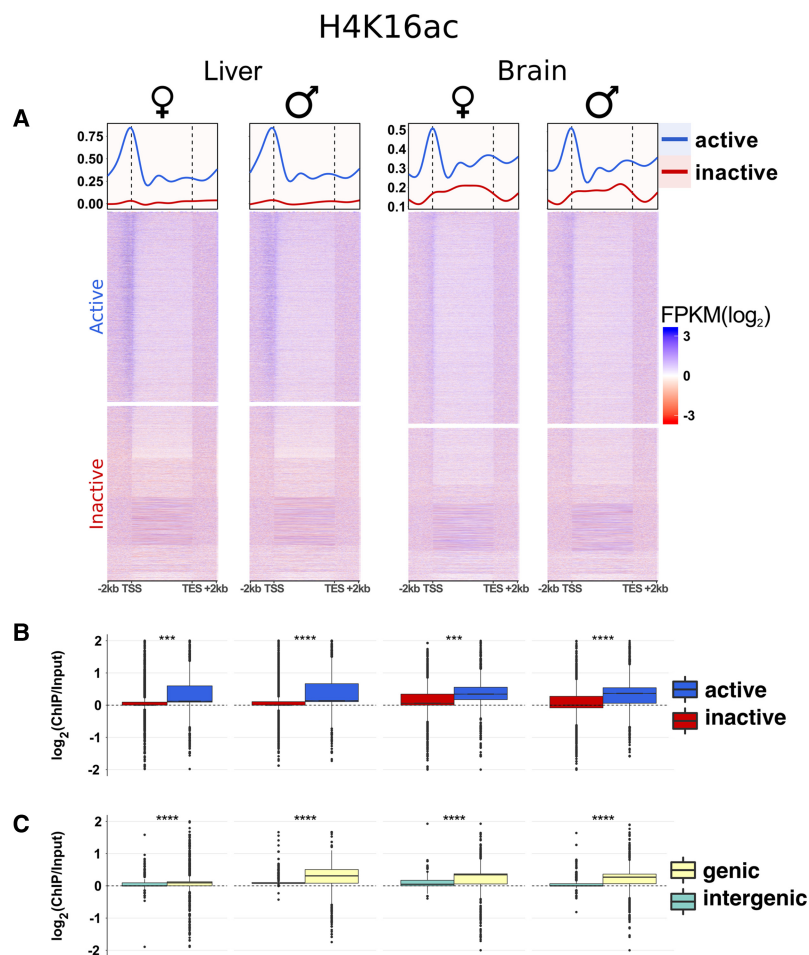 H4K16ac
Liver Brain
♀ ♂ ♀ ♂
A
0.75
0.50
0.25
0.00
0.5
0.4
0.3
0.2
0.1
active
inactive
Active
Inactive
FPKM(log2)
3
0
-3
-2kb TSS TES +2kb -2kb TSS TES +2kb -2kb TSS TES +2kb -2kb TSS TES +2kb
B
log2(ChIP/Input)
2
1
0
-1
-2
*** **** *** ****
active
inactive
C
log2(ChIP/Input)
2
1
0
-1
-2
**** **** **** ****
genic
intergenic